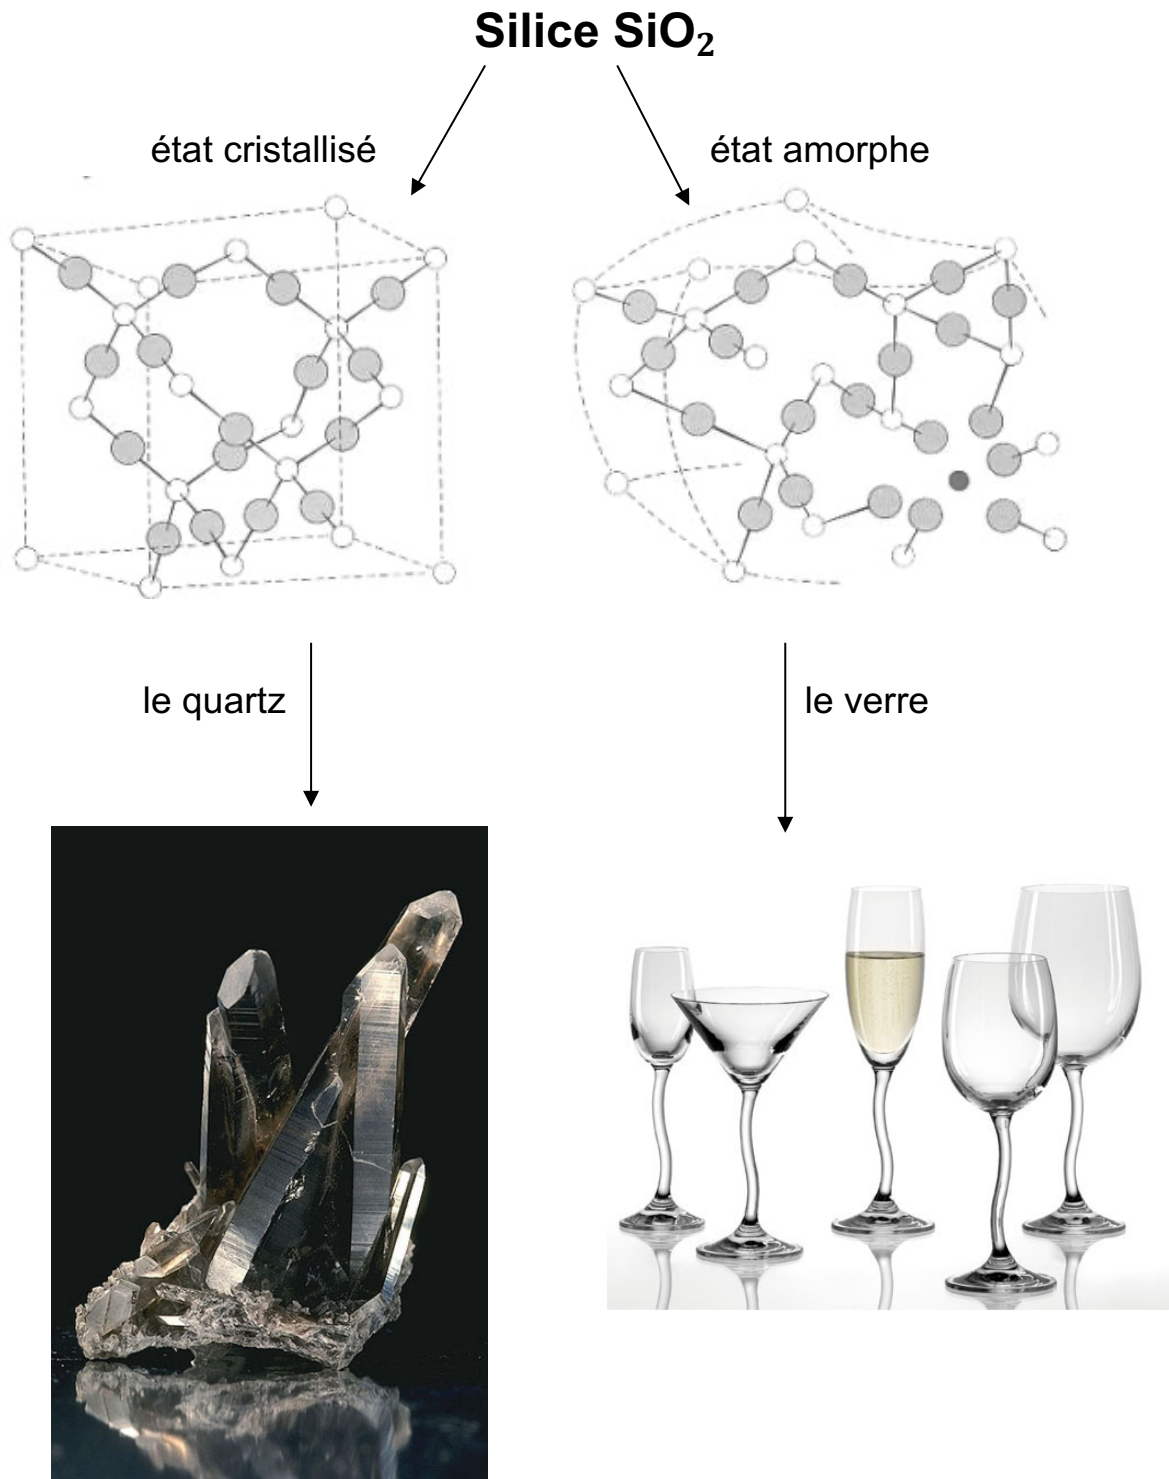 Silice SiO₂
état cristallisé
état amorphe
le quartz
le verre